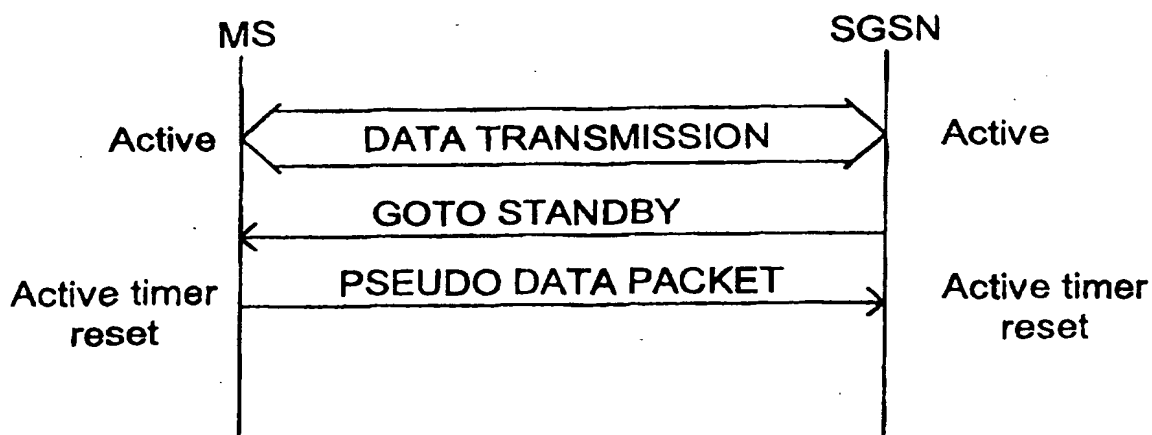 MS SGSN
Active DATA TRANSMISSION Active
GOTO STANDBY
PSEUDO DATA PACKET
Active timer
reset
Active timer
reset